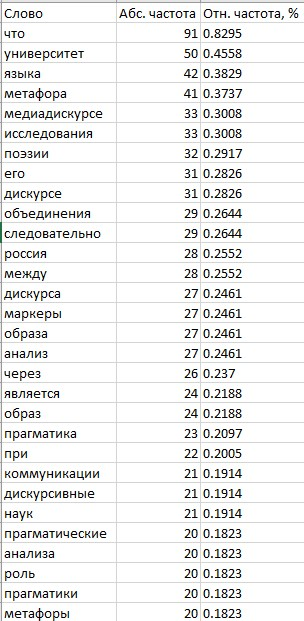 Слово Абс. частота Отн. частота, %
что 91 0.8295
университет 50 0.4558
языка 42 0.3829
метафора 41 0.3737
медиадискурсе 33 0.3008
исследования 33 0.3008
поэзии 32 0.2917
его 31 0.2826
дискурсе 31 0.2826
объединения 29 0.2644
следовательно 29 0.2644
россия 28 0.2552
между 28 0.2552
дискурса 27 0.2461
маркеры 27 0.2461
образа 27 0.2461
анализ 27 0.2461
через 26 0.237
является 24 0.2188
образ 24 0.2188
прагматика 23 0.2097
при 22 0.2005
коммуникации 21 0.1914
дискурсивные 21 0.1914
наук 21 0.1914
прагматические 20 0.1823
анализа 20 0.1823
роль 20 0.1823
прагматики 20 0.1823
метафоры 20 0.1823